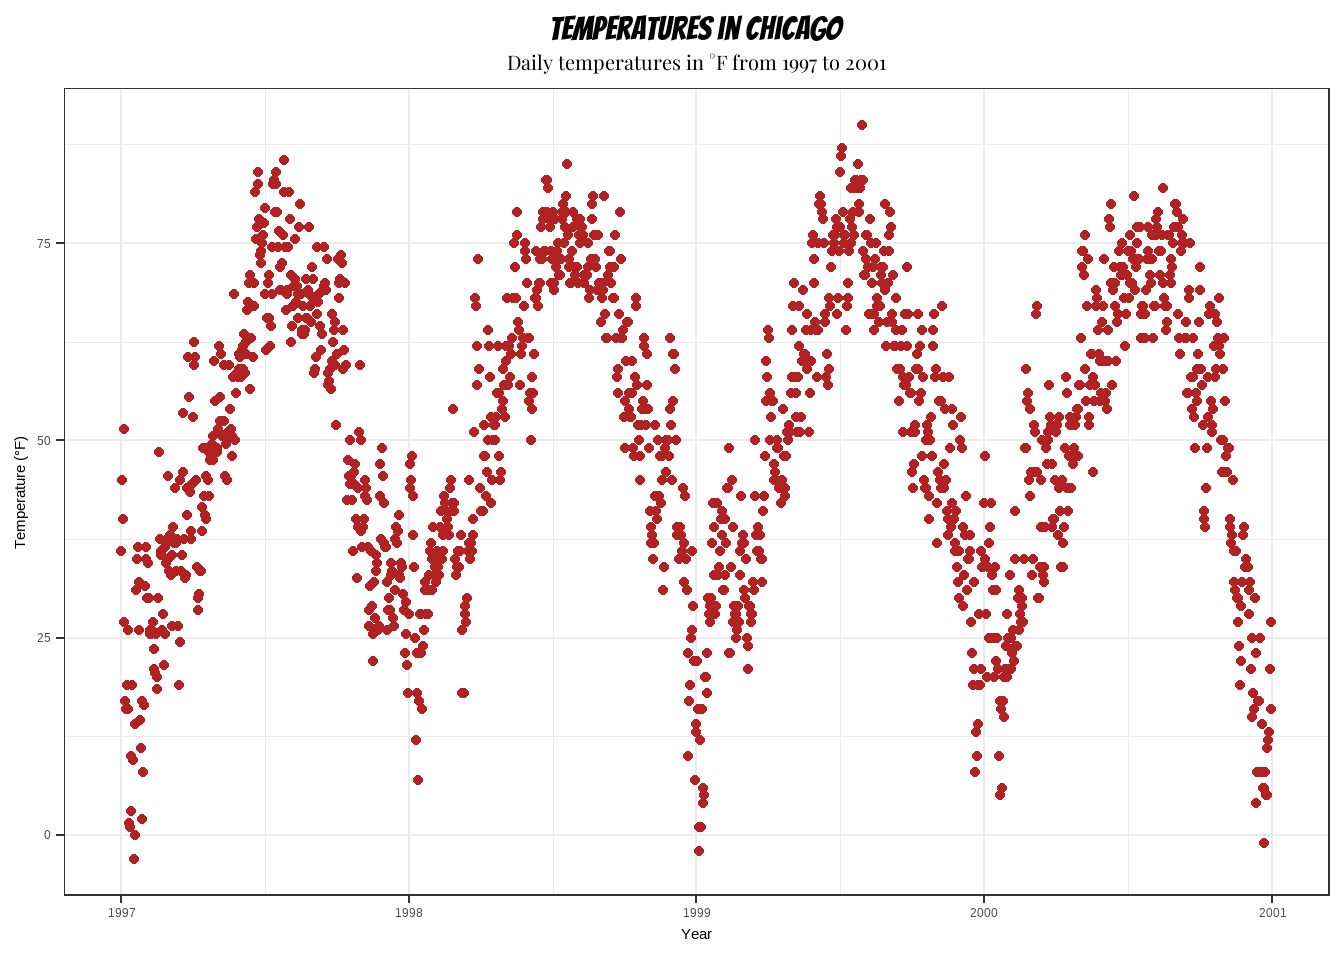 TEMPERATURES IN CHICAGO
Daily temperatures in °F from 1997 to 2001
Temperature (°F)
75
50
25
0
1997 1998 1999 2000 2001
Year